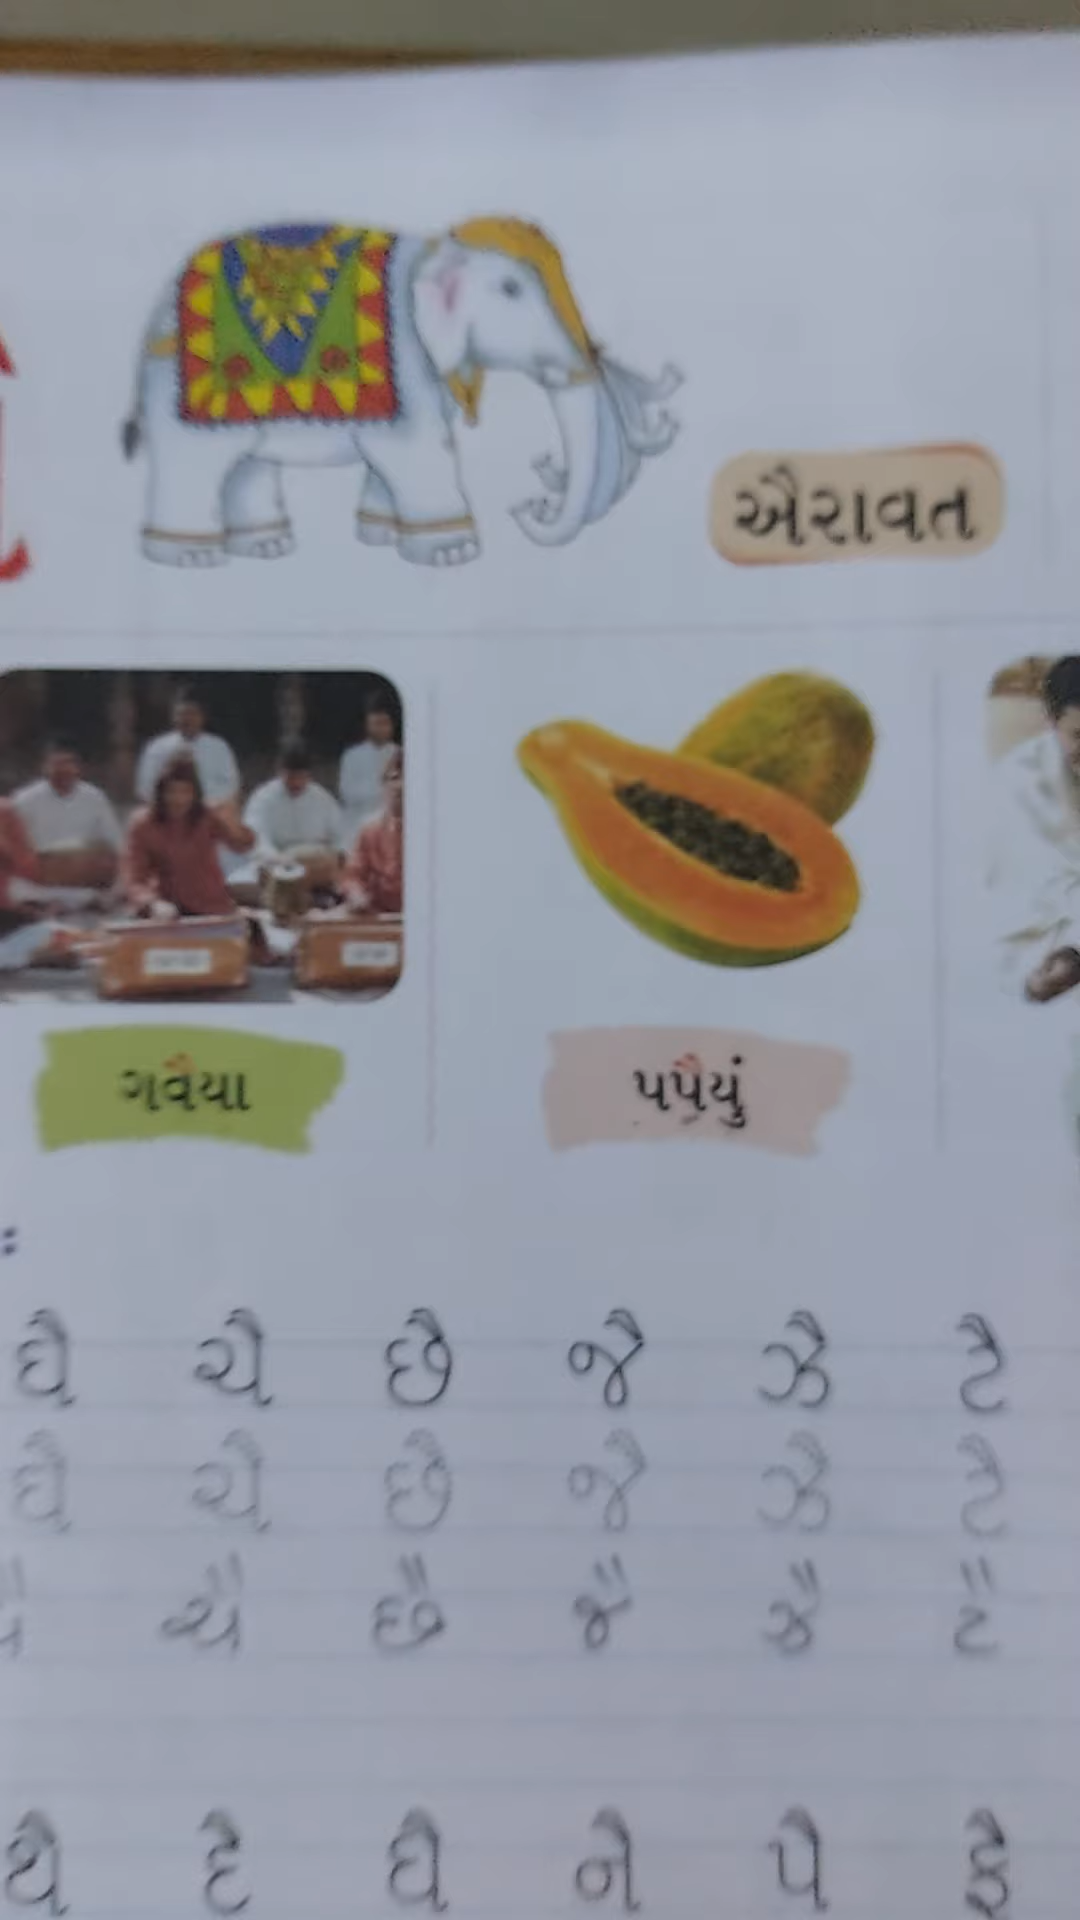 ઐરાવત
ગવૈયા પપૈયું
:
ઘૈ ચૈ છૈ જૈ ઝૈ ટૈ
ઘૈ ચૈ છૈ જૈ ઝૈ ટૈ
ચૈ છૈ જૈ ઝૈ ટૈ
થૈ દૈ ધૈ નૈ પૈ ફૈ